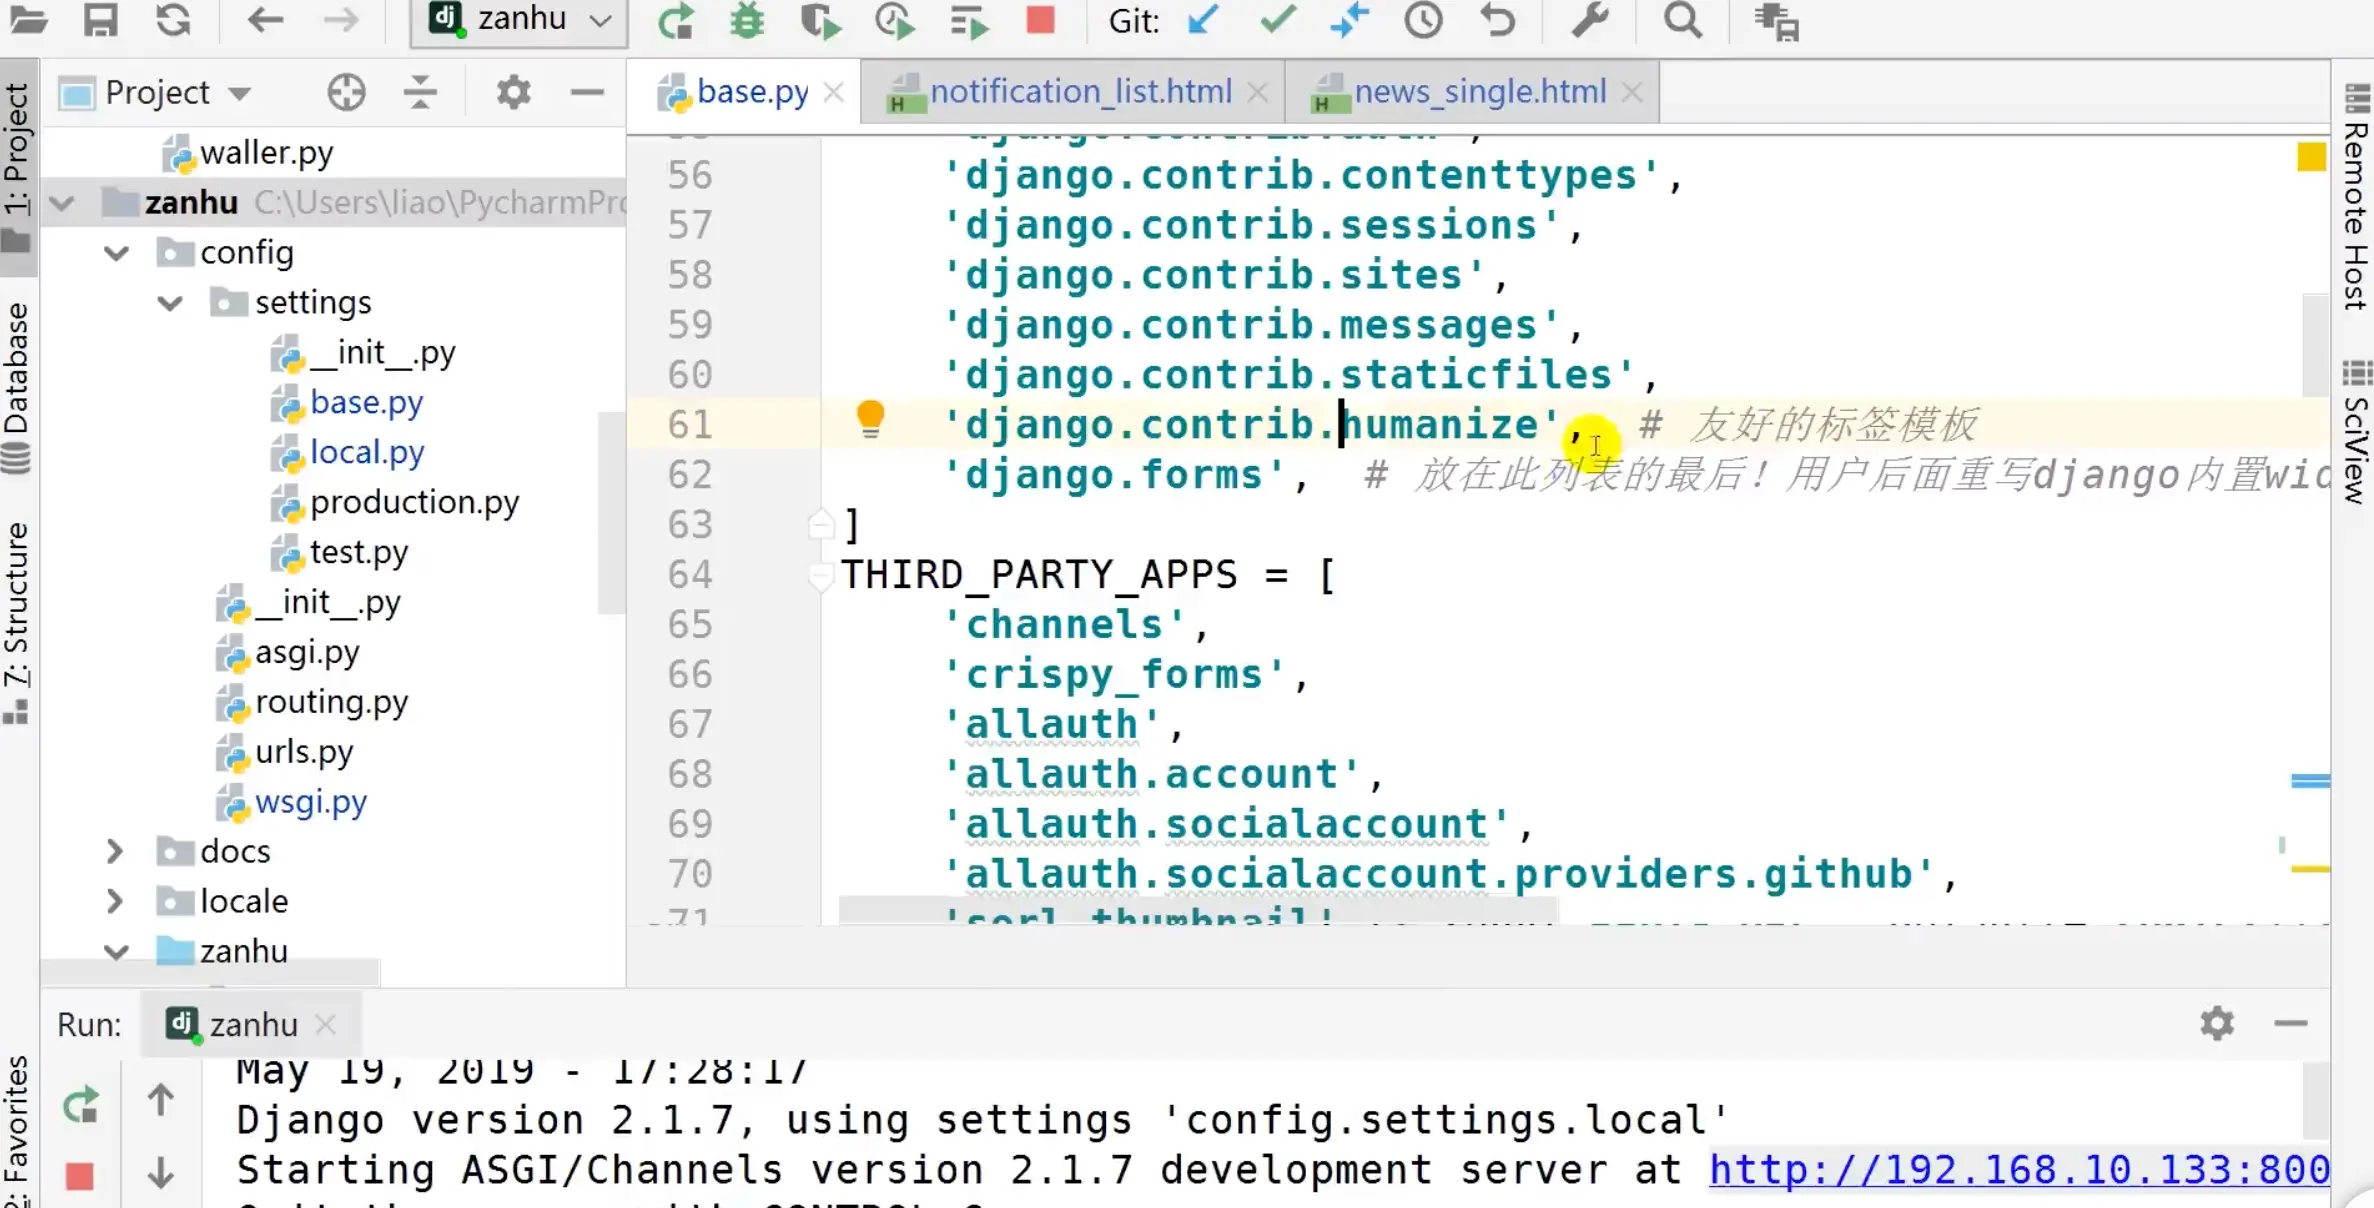 zanhu
Git:
1: Project
Database
7: Structure
2: Favorites
Project
waller.py
zanhu C:\Users\liao\PycharmPr
config
settings
__init__.py
base.py
local.py
production.py
test.py
__init__.py
asgi.py
routing.py
urls.py
wsgi.py
docs
locale
zanhu
base.py
notification_list.html
news_single.html
56 'django.contrib.contenttypes',
57 'django.contrib.sessions',
58 'django.contrib.sites',
59 'django.contrib.messages',
60 'django.contrib.staticfiles',
61 'django.contrib.humanize', # 友好的标签模板
62 'django.forms', # 放在此列表的最后！用户后面重写django内置wid
63 ]
64 THIRD_PARTY_APPS = [
65 'channels',
66 'crispy_forms',
67 'allauth',
68 'allauth.account',
69 'allauth.socialaccount',
70 'allauth.socialaccount.providers.github',
71
Remote Host
SciView
Run: zanhu
May 19, 2019 - 17:28:17
Django version 2.1.7, using settings 'config.settings.local'
Starting ASGI/Channels version 2.1.7 development server at http://192.168.10.133:800